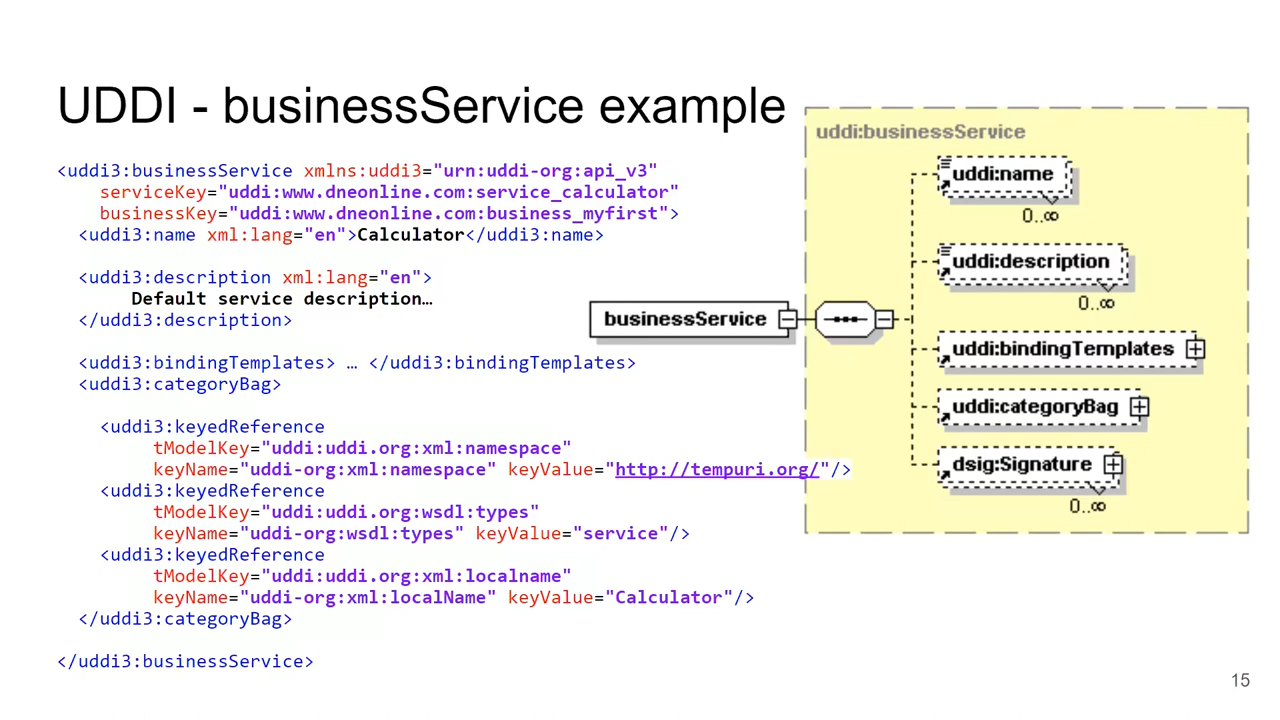 UDDI - businessService example
<uddi3:businessService xmlns:uddi3="urn:uddi-org:api_v3"
serviceKey="uddi:www.dneonline.com:service_calculator"
businessKey="uddi:www.dneonline.com:business_myfirst">
<uddi3:name xml:lang="en">Calculator</uddi3:name>
<uddi3:description xml:lang="en">
Default service description…
</uddi3:description>
<uddi3:bindingTemplates> … </uddi3:bindingTemplates>
<uddi3:categoryBag>
<uddi3:keyedReference
tModelKey="uddi:uddi.org:xml:namespace"
keyName="uddi-org:xml:namespace" keyValue="http://tempuri.org/"/>
<uddi3:keyedReference
tModelKey="uddi:uddi.org:wsdl:types"
keyName="uddi-org:wsdl:types" keyValue="service"/>
<uddi3:keyedReference
tModelKey="uddi:uddi.org:xml:localname"
keyName="uddi-org:xml:localName" keyValue="Calculator"/>
</uddi3:categoryBag>
</uddi3:businessService>
businessService
uddi:businessService
uddi:name
0..∞
uddi:description
0..∞
uddi:bindingTemplates
uddi:categoryBag
dsig:Signature
0..∞
15